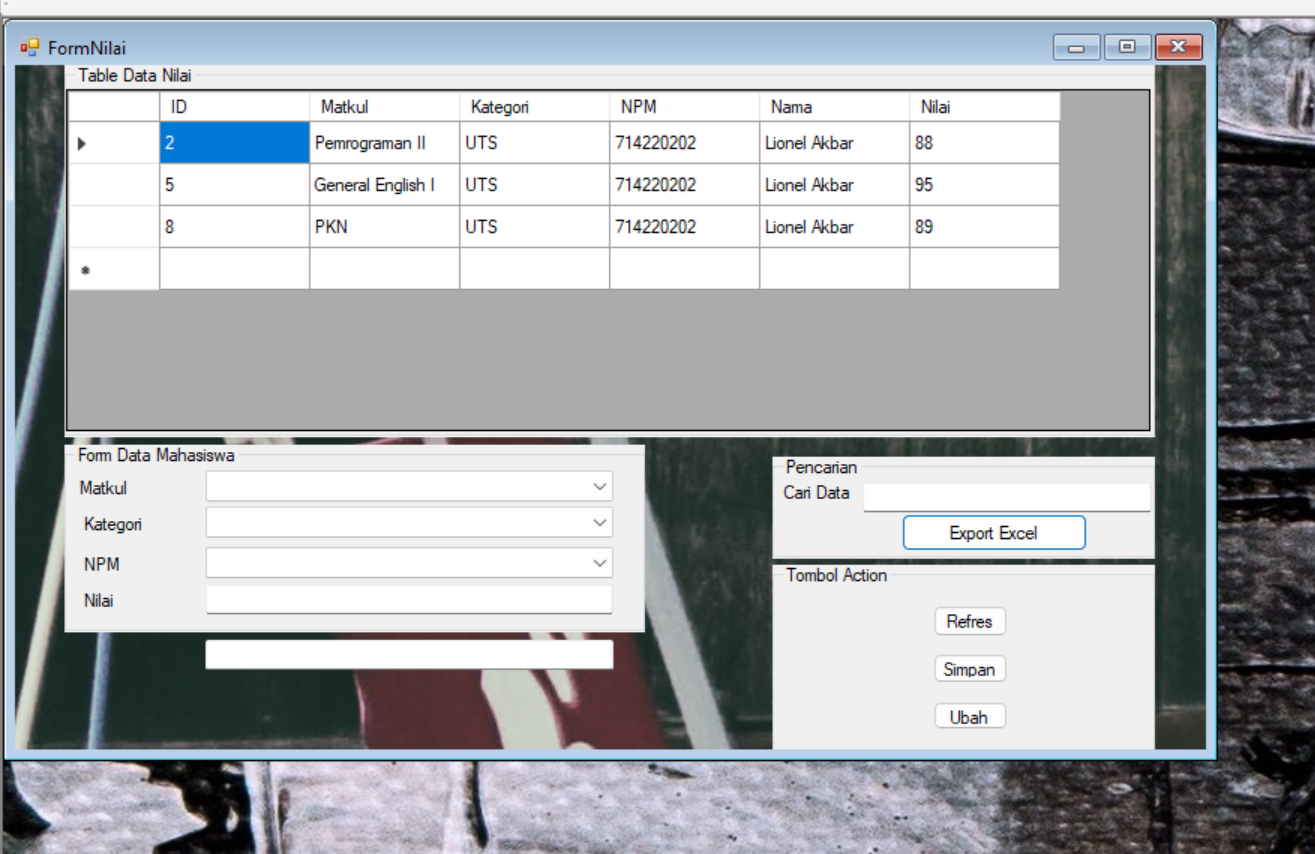 FormNilai
Table Data Nilai
ID Matkul Kategori NPM Nama Nilai
2 Pemrograman II UTS 714220202 Lionel Akbar 88
5 General English I UTS 714220202 Lionel Akbar 95
8 PKN UTS 714220202 Lionel Akbar 89
Form Data Mahasiswa
Matkul
Kategori
NPM
Nilai
Pencarian
Cari Data
Export Excel
Tombol Action
Refres
Simpan
Ubah